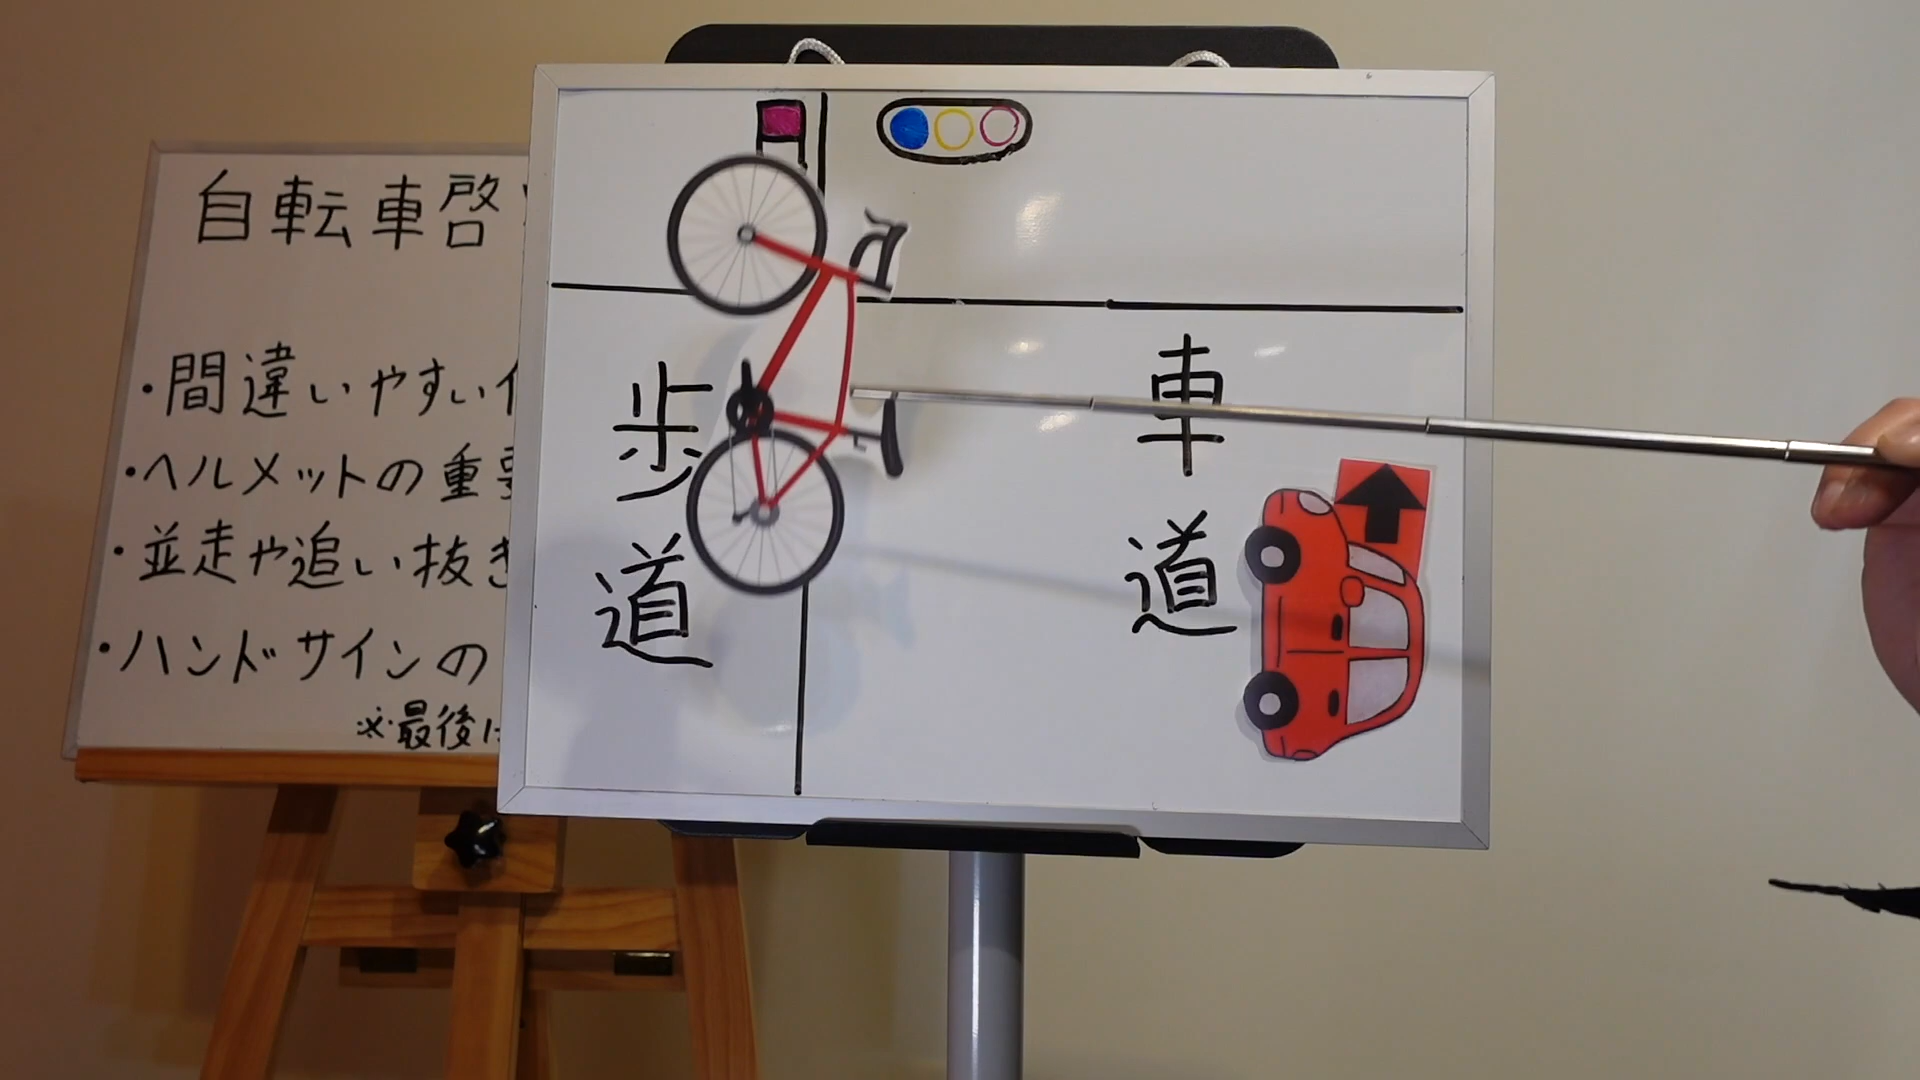 自転車啓
・間違いやすい
・ヘルメットの重要
・並走や追い抜き
・ハンドサインの
※最後に
歩道
車道